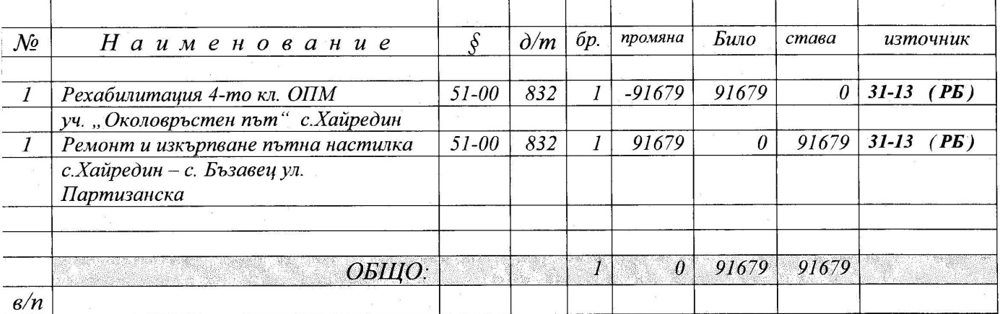 № Наименование § д/т бр. промяна Било става източник
1 Рехабилитация 4-то кл. ОПМ 51-00 832 1 -91679 91679 0 31-13 (РБ)
уч. „Околовръстен път“ с.Хайредин
1 Ремонт и изкърпване пътна настилка 51-00 832 1 91679 0 91679 31-13 (РБ)
с.Хайредин – с. Бъзавец ул.
Партизанска
ОБЩО: 1 0 91679 91679
в/п